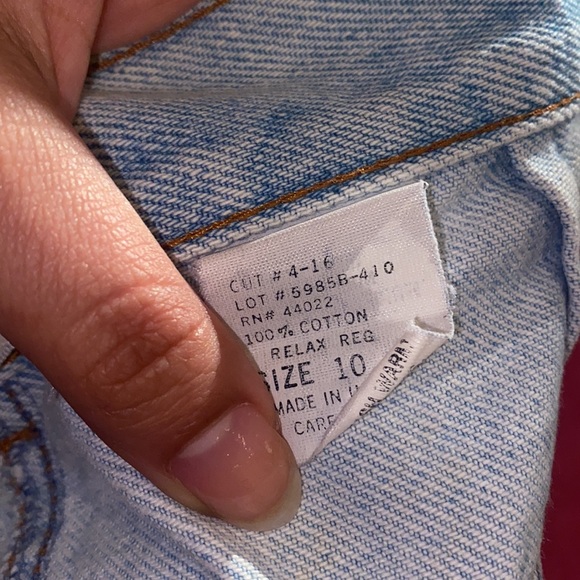 CUT # 4-16
LOT # 5985B-410
RN# 44022
100% COTTON
RELAX REG
SIZE 10
MADE IN U
CARE